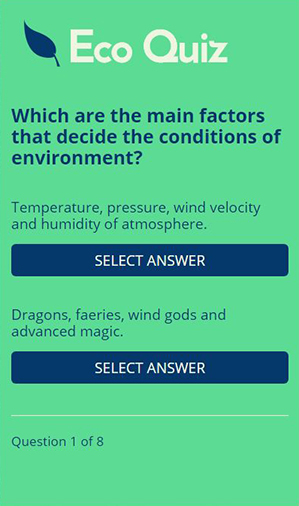 Eco Quiz
Which are the main factors
that decide the conditions of
environment?
Temperature, pressure, wind velocity
and humidity of atmosphere.
SELECT ANSWER
Dragons, faeries, wind gods and
advanced magic.
SELECT ANSWER
Question 1 of 8